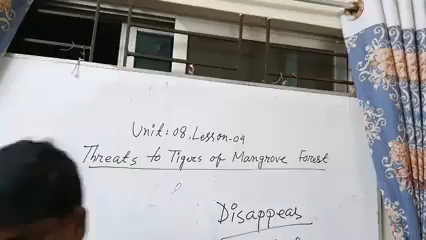 Unit: 08, Lesson-04
Threats to Tigers of Mangrove Forest
Disappear